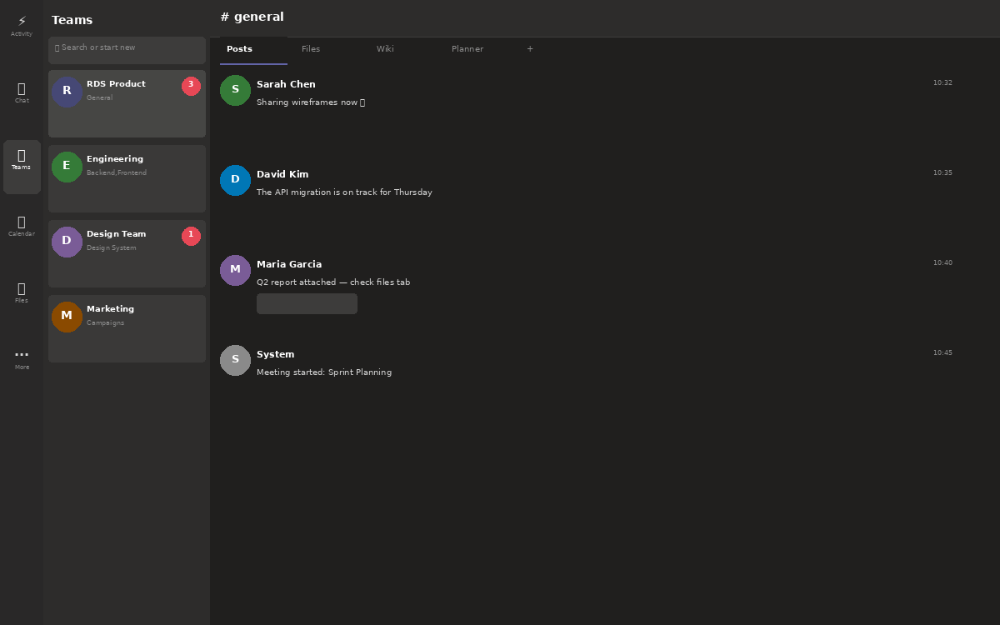 Activity
Chat
Teams
Calendar
Files
More
Teams
Search or start new
R
RDS Product
3
General
E
Engineering
Backend,Frontend
D
Design Team
1
Design System
M
Marketing
Campaigns
# general
Posts Files Wiki Planner +
S
Sarah Chen 10:32
Sharing wireframes now
D
David Kim 10:35
The API migration is on track for Thursday
M
Maria Garcia 10:40
Q2 report attached — check files tab
S
System 10:45
Meeting started: Sprint Planning